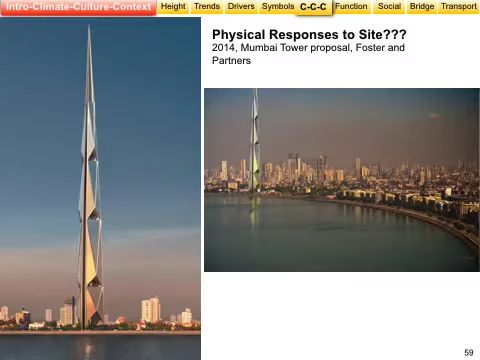 Intro-Climate-Culture-Context Height Trends Drivers Symbols C-C-C Function Social Bridge Transport
Physical Responses to Site???
2014, Mumbai Tower proposal, Foster and
Partners
59